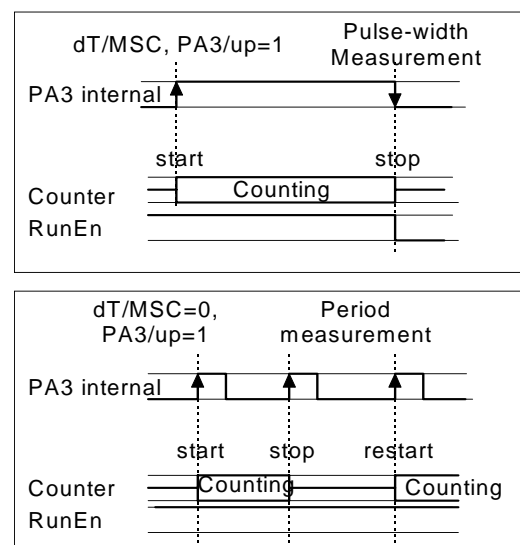 dT/MSC, PA3/up=1
Pulse-width
Measurement
PA3 internal
start
stop
Counter
Counting
RunEn
dT/MSC=0,
PA3/up=1
Period
measurement
PA3 internal
start
stop
restart
Counter
Counting
Counting
RunEn